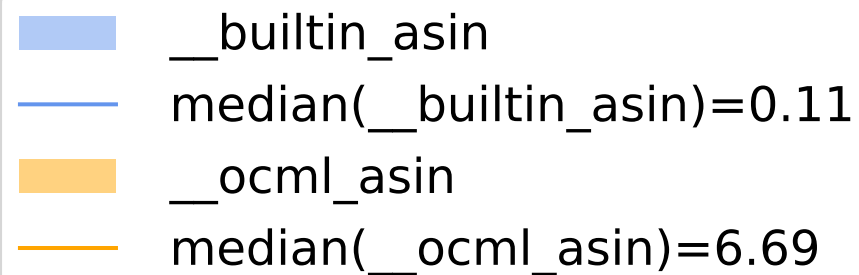 __builtin_asin
median(__builtin_asin)=0.11
__ocml_asin
median(__ocml_asin)=6.69